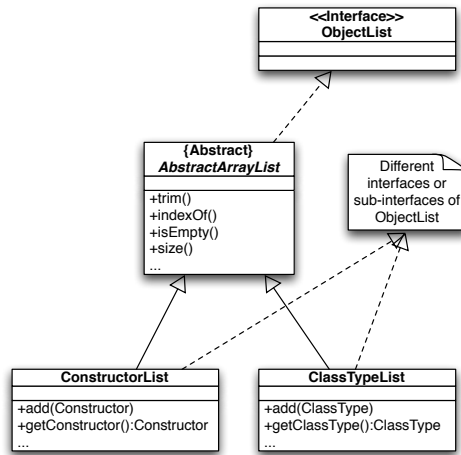 <<Interface>>
ObjectList
{Abstract}
AbstractArrayList
+trim()
+indexOf()
+isEmpty()
+size()
...
Different
interfaces or
sub-interfaces of
ObjectList
ConstructorList
+add(Constructor)
+getConstructor():Constructor
...
ClassTypeList
+add(ClassType)
+getClassType():ClassType
...